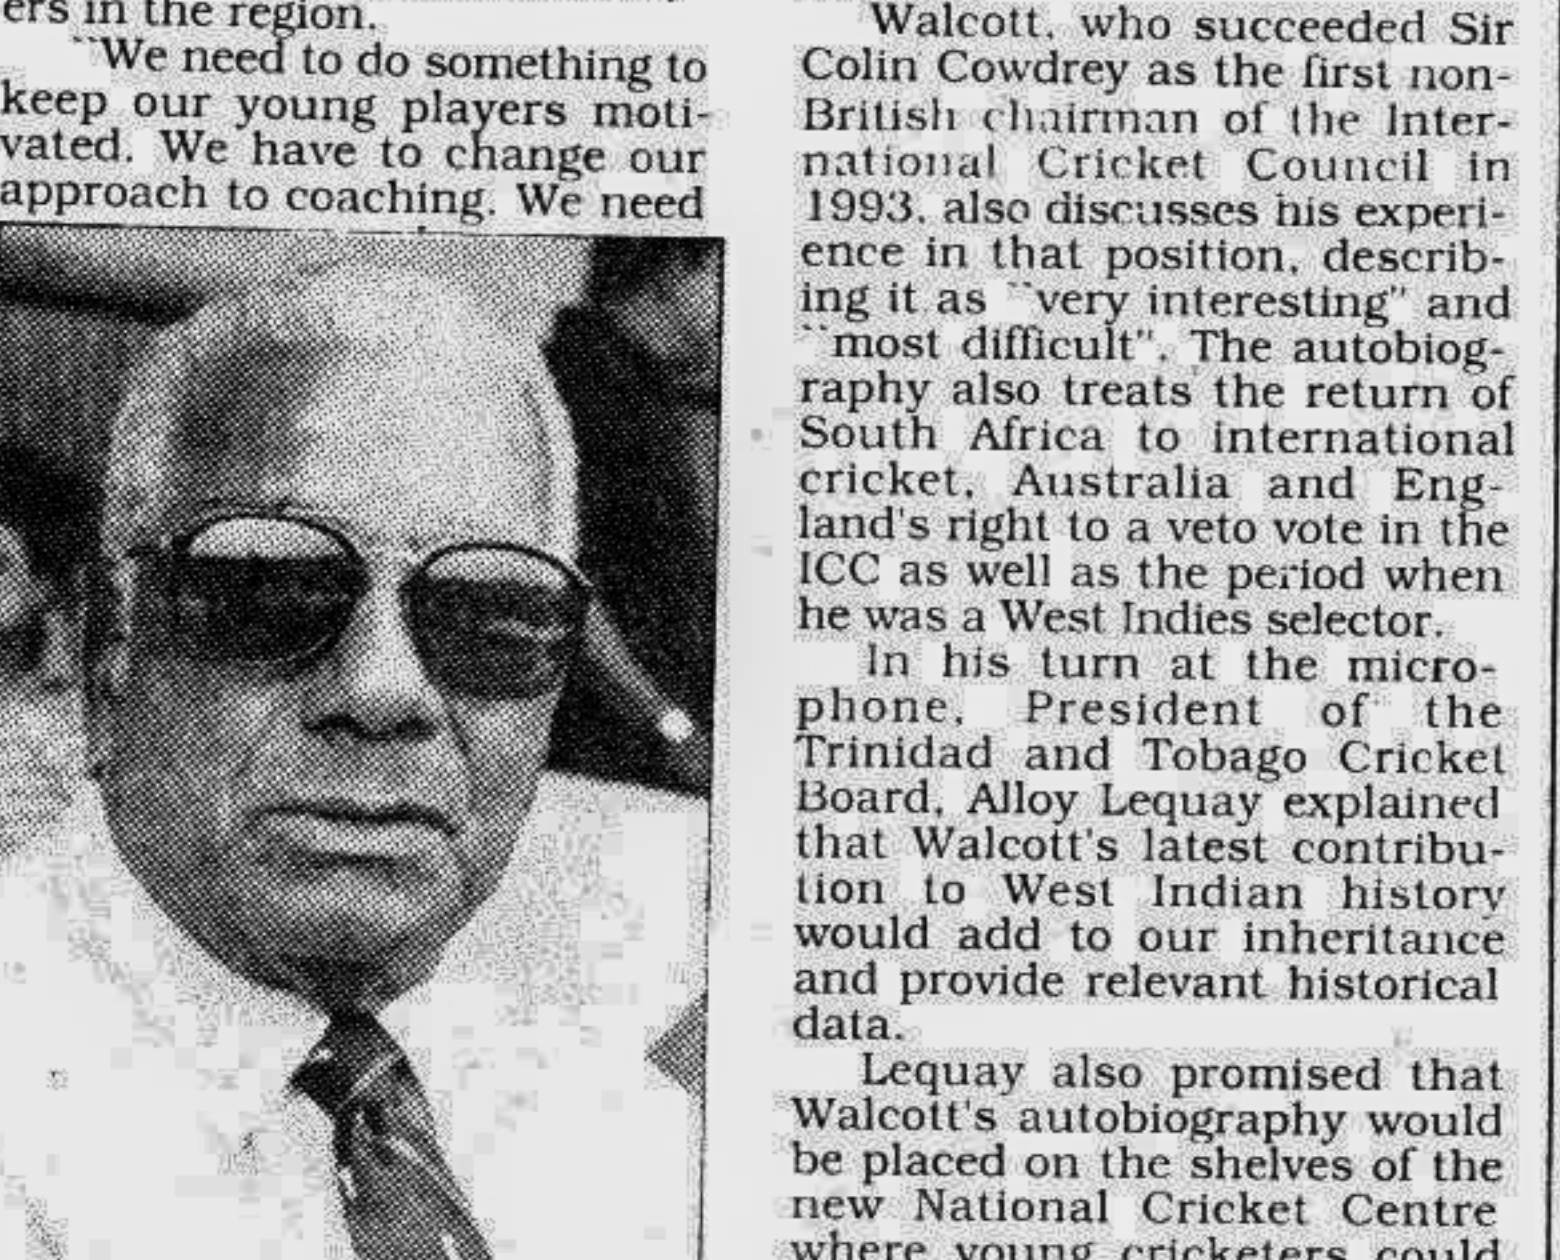 ers in the region.
``We need to do something to
keep our young players moti-
vated. We have to change our
approach to coaching. We need
Walcott, who succeeded Sir
Colin Cowdrey as the first non-
British chairman of the Inter-
national Cricket Council in
1993, also discusses his experi-
ence in that position, describ-
ing it as ``very interesting" and
``most difficult". The autobiog-
raphy also treats the return of
South Africa to international
cricket, Australia and Eng-
land's right to a veto vote in the
ICC as well as the period when
he was a West Indies selector.
In his turn at the micro-
phone, President of the
Trinidad and Tobago Cricket
Board, Alloy Lequay explained
that Walcott's latest contribu-
tion to West Indian history
would add to our inheritance
and provide relevant historical
data.
Lequay also promised that
Walcott's autobiography would
be placed on the shelves of the
new National Cricket Centre
where young cricketers could